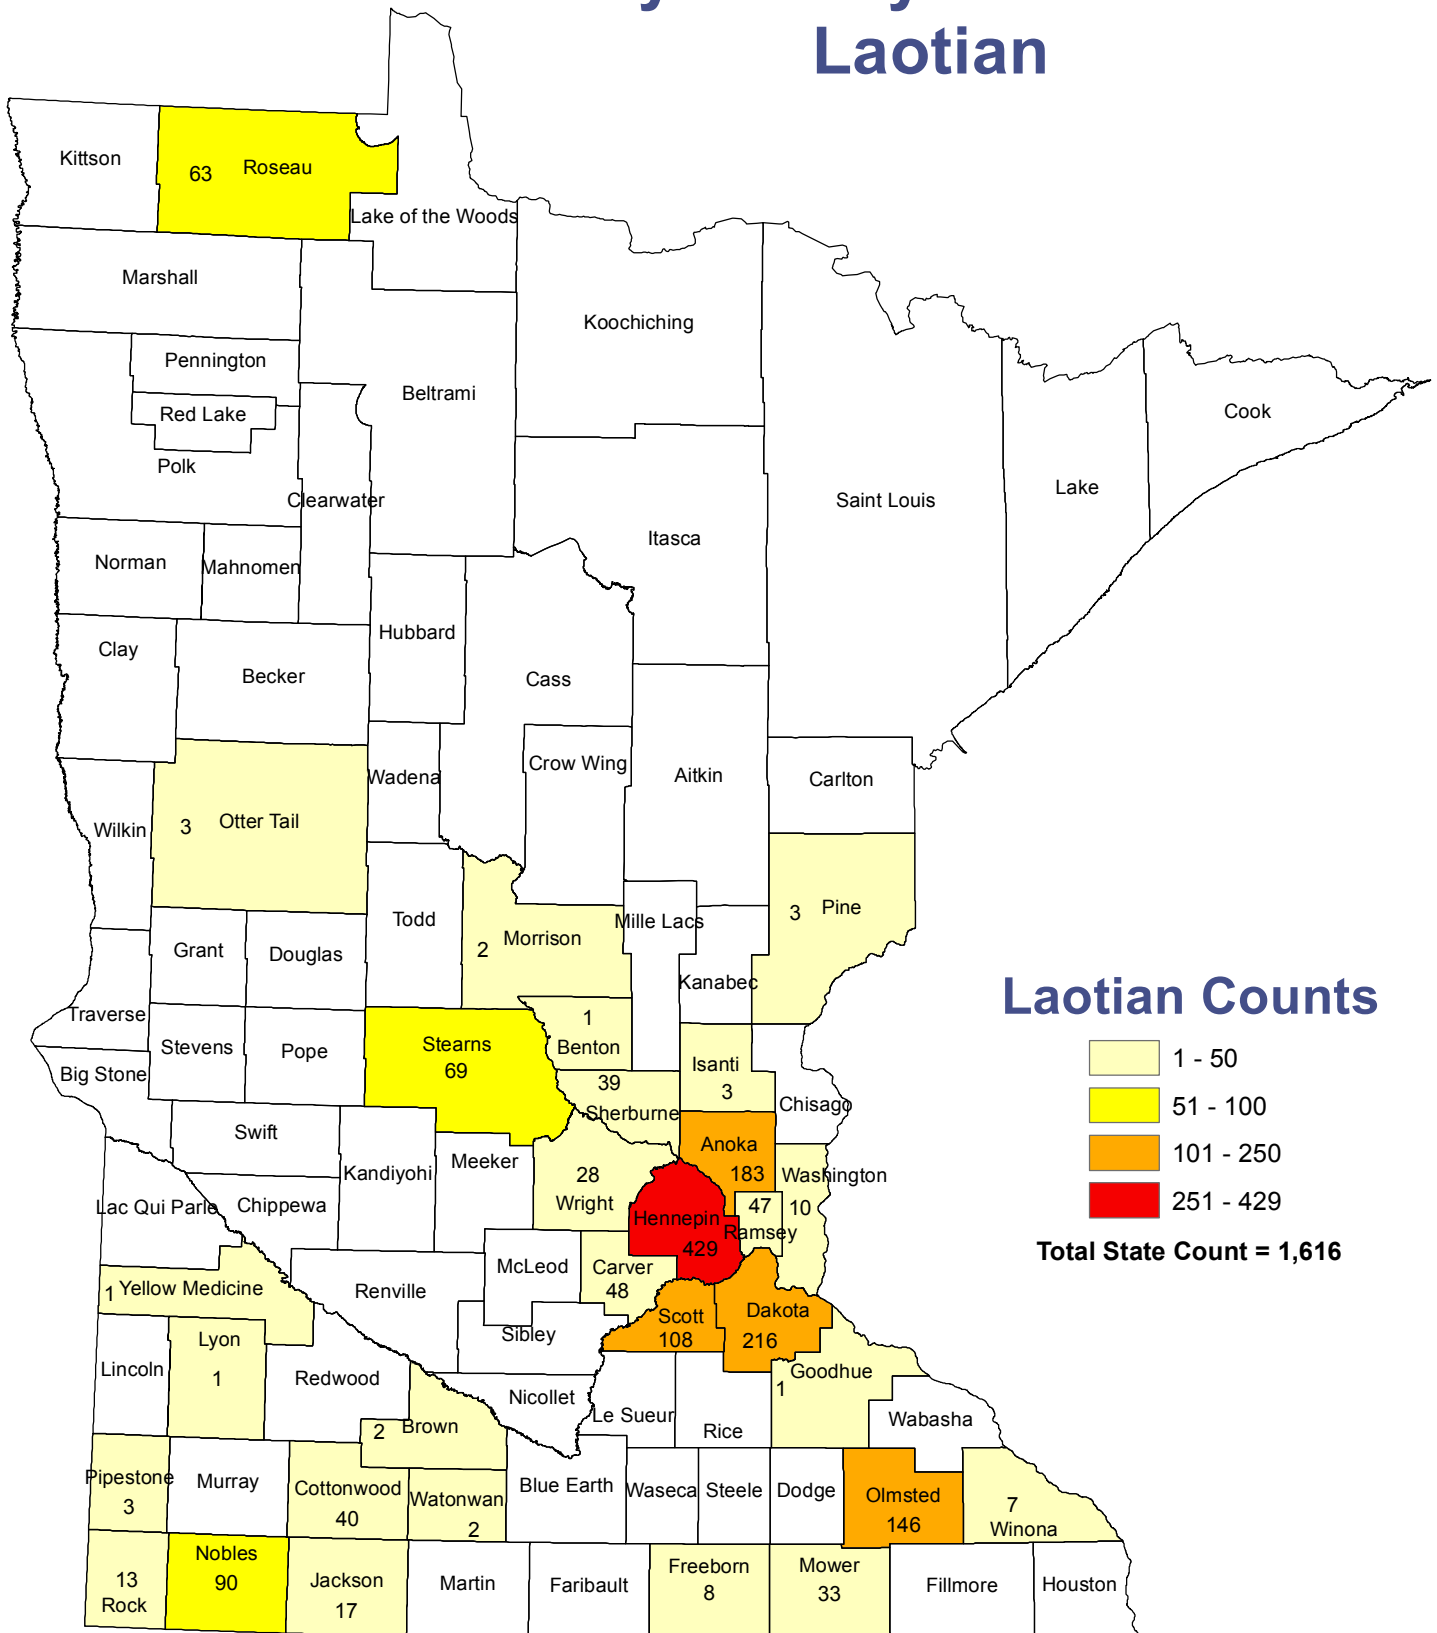 Laotian
Kittson
63 Roseau
Lake of the Woods
Marshall
Koochiching
Pennington
Beltrami
Red Lake
Cook
Polk
Lake
Clearwater
Saint Louis
Itasca
Norman
Mahnomen
Hubbard
Clay
Becker
Cass
Crow Wing
Aitkin
Wadena
Carlton
3 Otter Tail
Wilkin
3 Pine
Todd
Mille Lacs
2 Morrison
Grant
Douglas
Kanabec
Laotian Counts
Traverse
1
Benton
Stearns
69
Stevens
Pope
1 - 50
Isanti
3
Big Stone
39
Sherburne
Chisago
51 - 100
Swift
Anoka
183
101 - 250
Meeker
Kandiyohi
28
Wright
Washington
10
Lac Qui Parle
Chippewa
47
Ramsey
251 - 429
Hennepin
429
Total State Count = 1,616
McLeod
Carver
48
1 Yellow Medicine
Renville
Dakota
216
Scott
108
Sibley
Lyon
1
Lincoln
Redwood
Goodhue
1
Nicollet
Le Sueur
Wabasha
2 Brown
Rice
Pipestone
3
Murray
Cottonwood
40
Watonwan
2
Blue Earth
Waseca
Steele
Dodge
Olmsted
146
7
Winona
Nobles
90
13
Rock
Jackson
17
Martin
Faribault
Freeborn
8
Mower
33
Fillmore
Houston